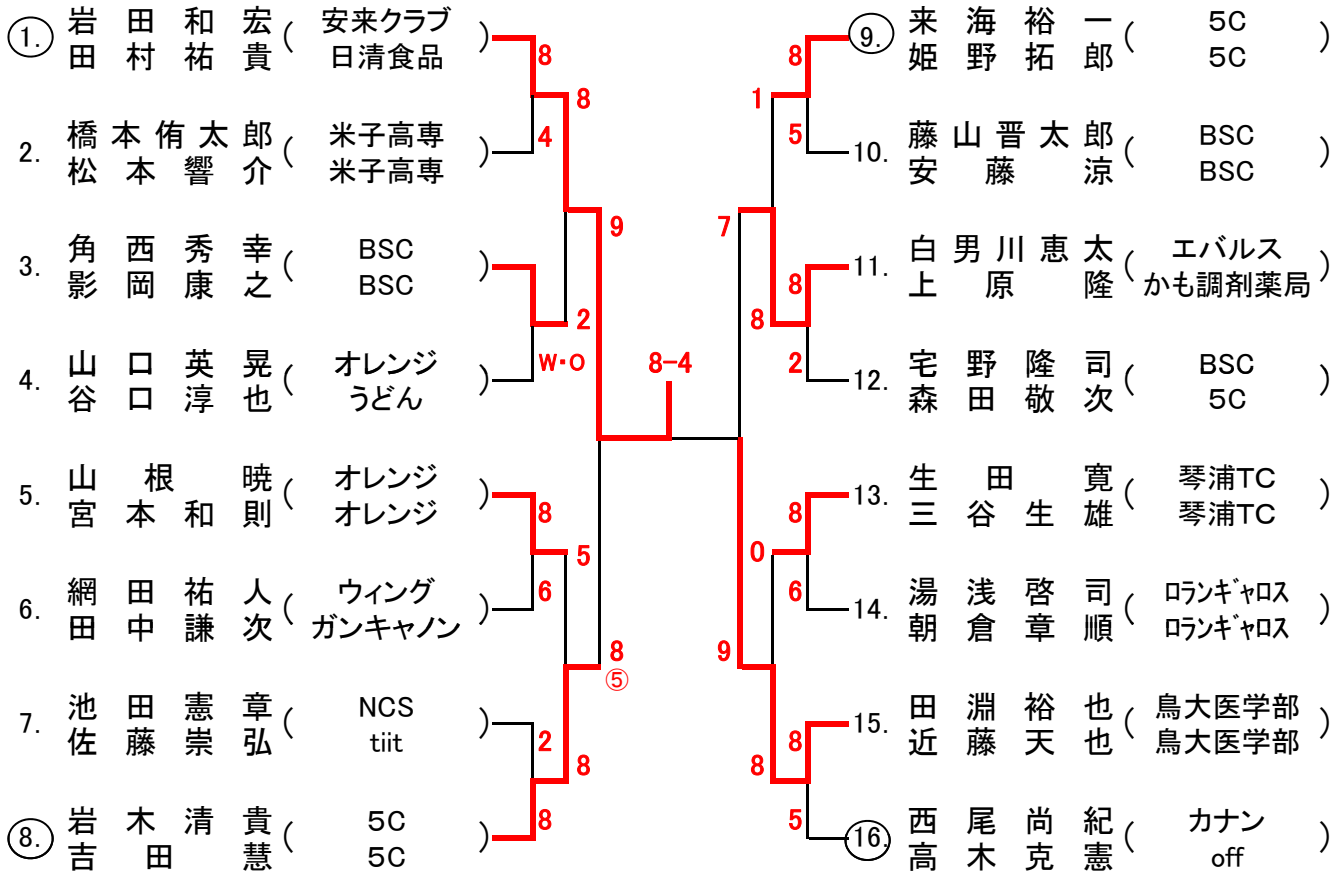 1. 岩田和宏 ( 安来クラブ )
田村祐貴 日清食品
8
8
2. 橋本侑太郎 ( 米子高専 )
松本響介 米子高専
4
9
3. 角西秀幸 ( BSC )
影岡康之 BSC
2
4. 山口英晃 ( オレンジ )
谷口淳也 うどん
W・O
8-4
5. 山根暁 ( オレンジ )
宮本和則 オレンジ
8
5
6. 網田祐人 ( ウィング )
田中謙次 ガンキャノン
6
8
⑤
7. 池田憲章 ( NCS )
佐藤崇弘 tiit
2
8
8. 岩木清貴 ( 5C )
吉田慧 5C
8
9. 来海裕一 ( 5C )
姫野拓郎 5C
8
1
10. 藤山晋太郎 ( BSC )
安藤涼 BSC
5
7
11. 白男川恵太 ( エバルス )
上原隆 かも調剤薬局
8
8
12. 宅野隆司 ( BSC )
森田敬次 5C
2
13. 生田寛 ( 琴浦TC )
三谷生雄 琴浦TC
8
0
14. 湯浅啓司 ( ロランギャロス )
朝倉章順 ロランギャロス
6
9
15. 田淵裕也 ( 鳥大医学部 )
近藤天也 鳥大医学部
8
8
16. 西尾尚紀 ( カナン )
高木克憲 off
5